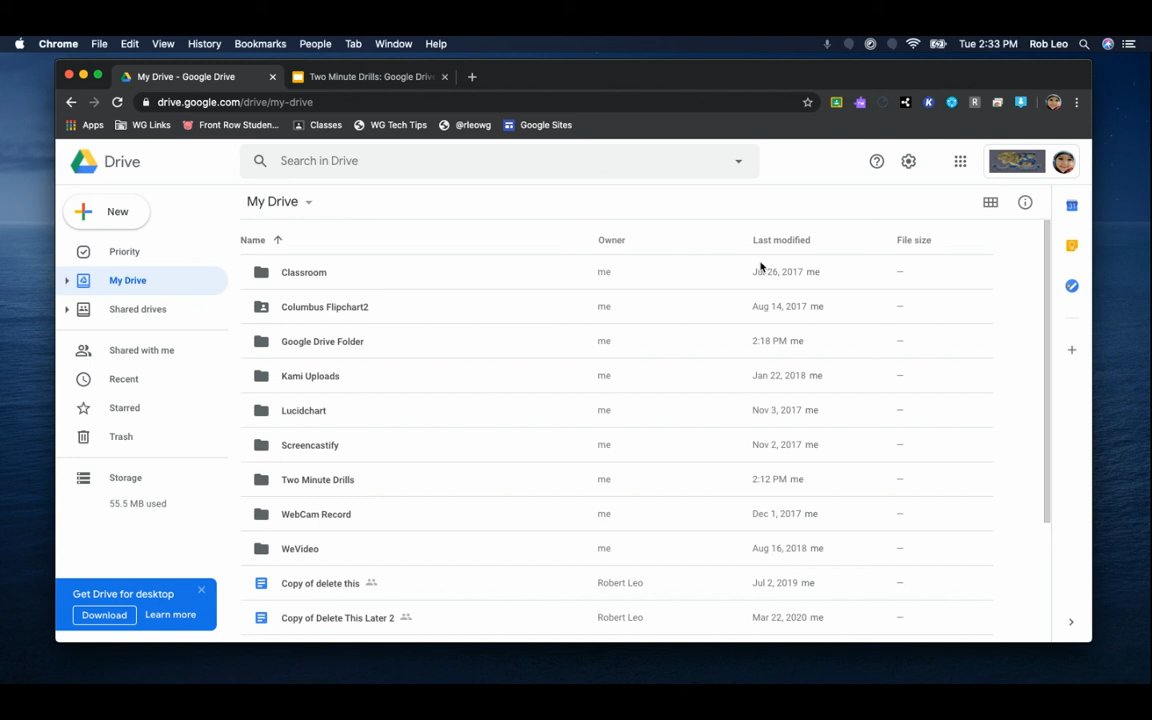 Chrome File Edit View History Bookmarks People Tab Window Help Tue 2:33 PM Rob Leo
My Drive - Google Drive Two Minute Drills: Google Driv
drive.google.com/drive/my-drive
Apps WG Links Front Row Studen... Classes WG Tech Tips @rleowg Google Sites
Drive Search in Drive
New My Drive
Name Owner Last modified File size
Priority
Classroom me Jul 26, 2017 me –
My Drive
Columbus Flipchart2 me Aug 14, 2017 me –
Shared drives
Google Drive Folder me 2:18 PM me –
Shared with me
Kami Uploads me Jan 22, 2018 me –
Recent
Lucidchart me Nov 3, 2017 me –
Starred
Trash
Screencastify me Nov 2, 2017 me –
Storage
Two Minute Drills me 2:12 PM me –
55.5 MB used
WebCam Record me Dec 1, 2017 me –
WeVideo me Aug 16, 2018 me –
Get Drive for desktop
Copy of delete this Robert Leo Jul 2, 2019 me –
Download Learn more
Copy of Delete This Later 2 Robert Leo Mar 22, 2020 me –